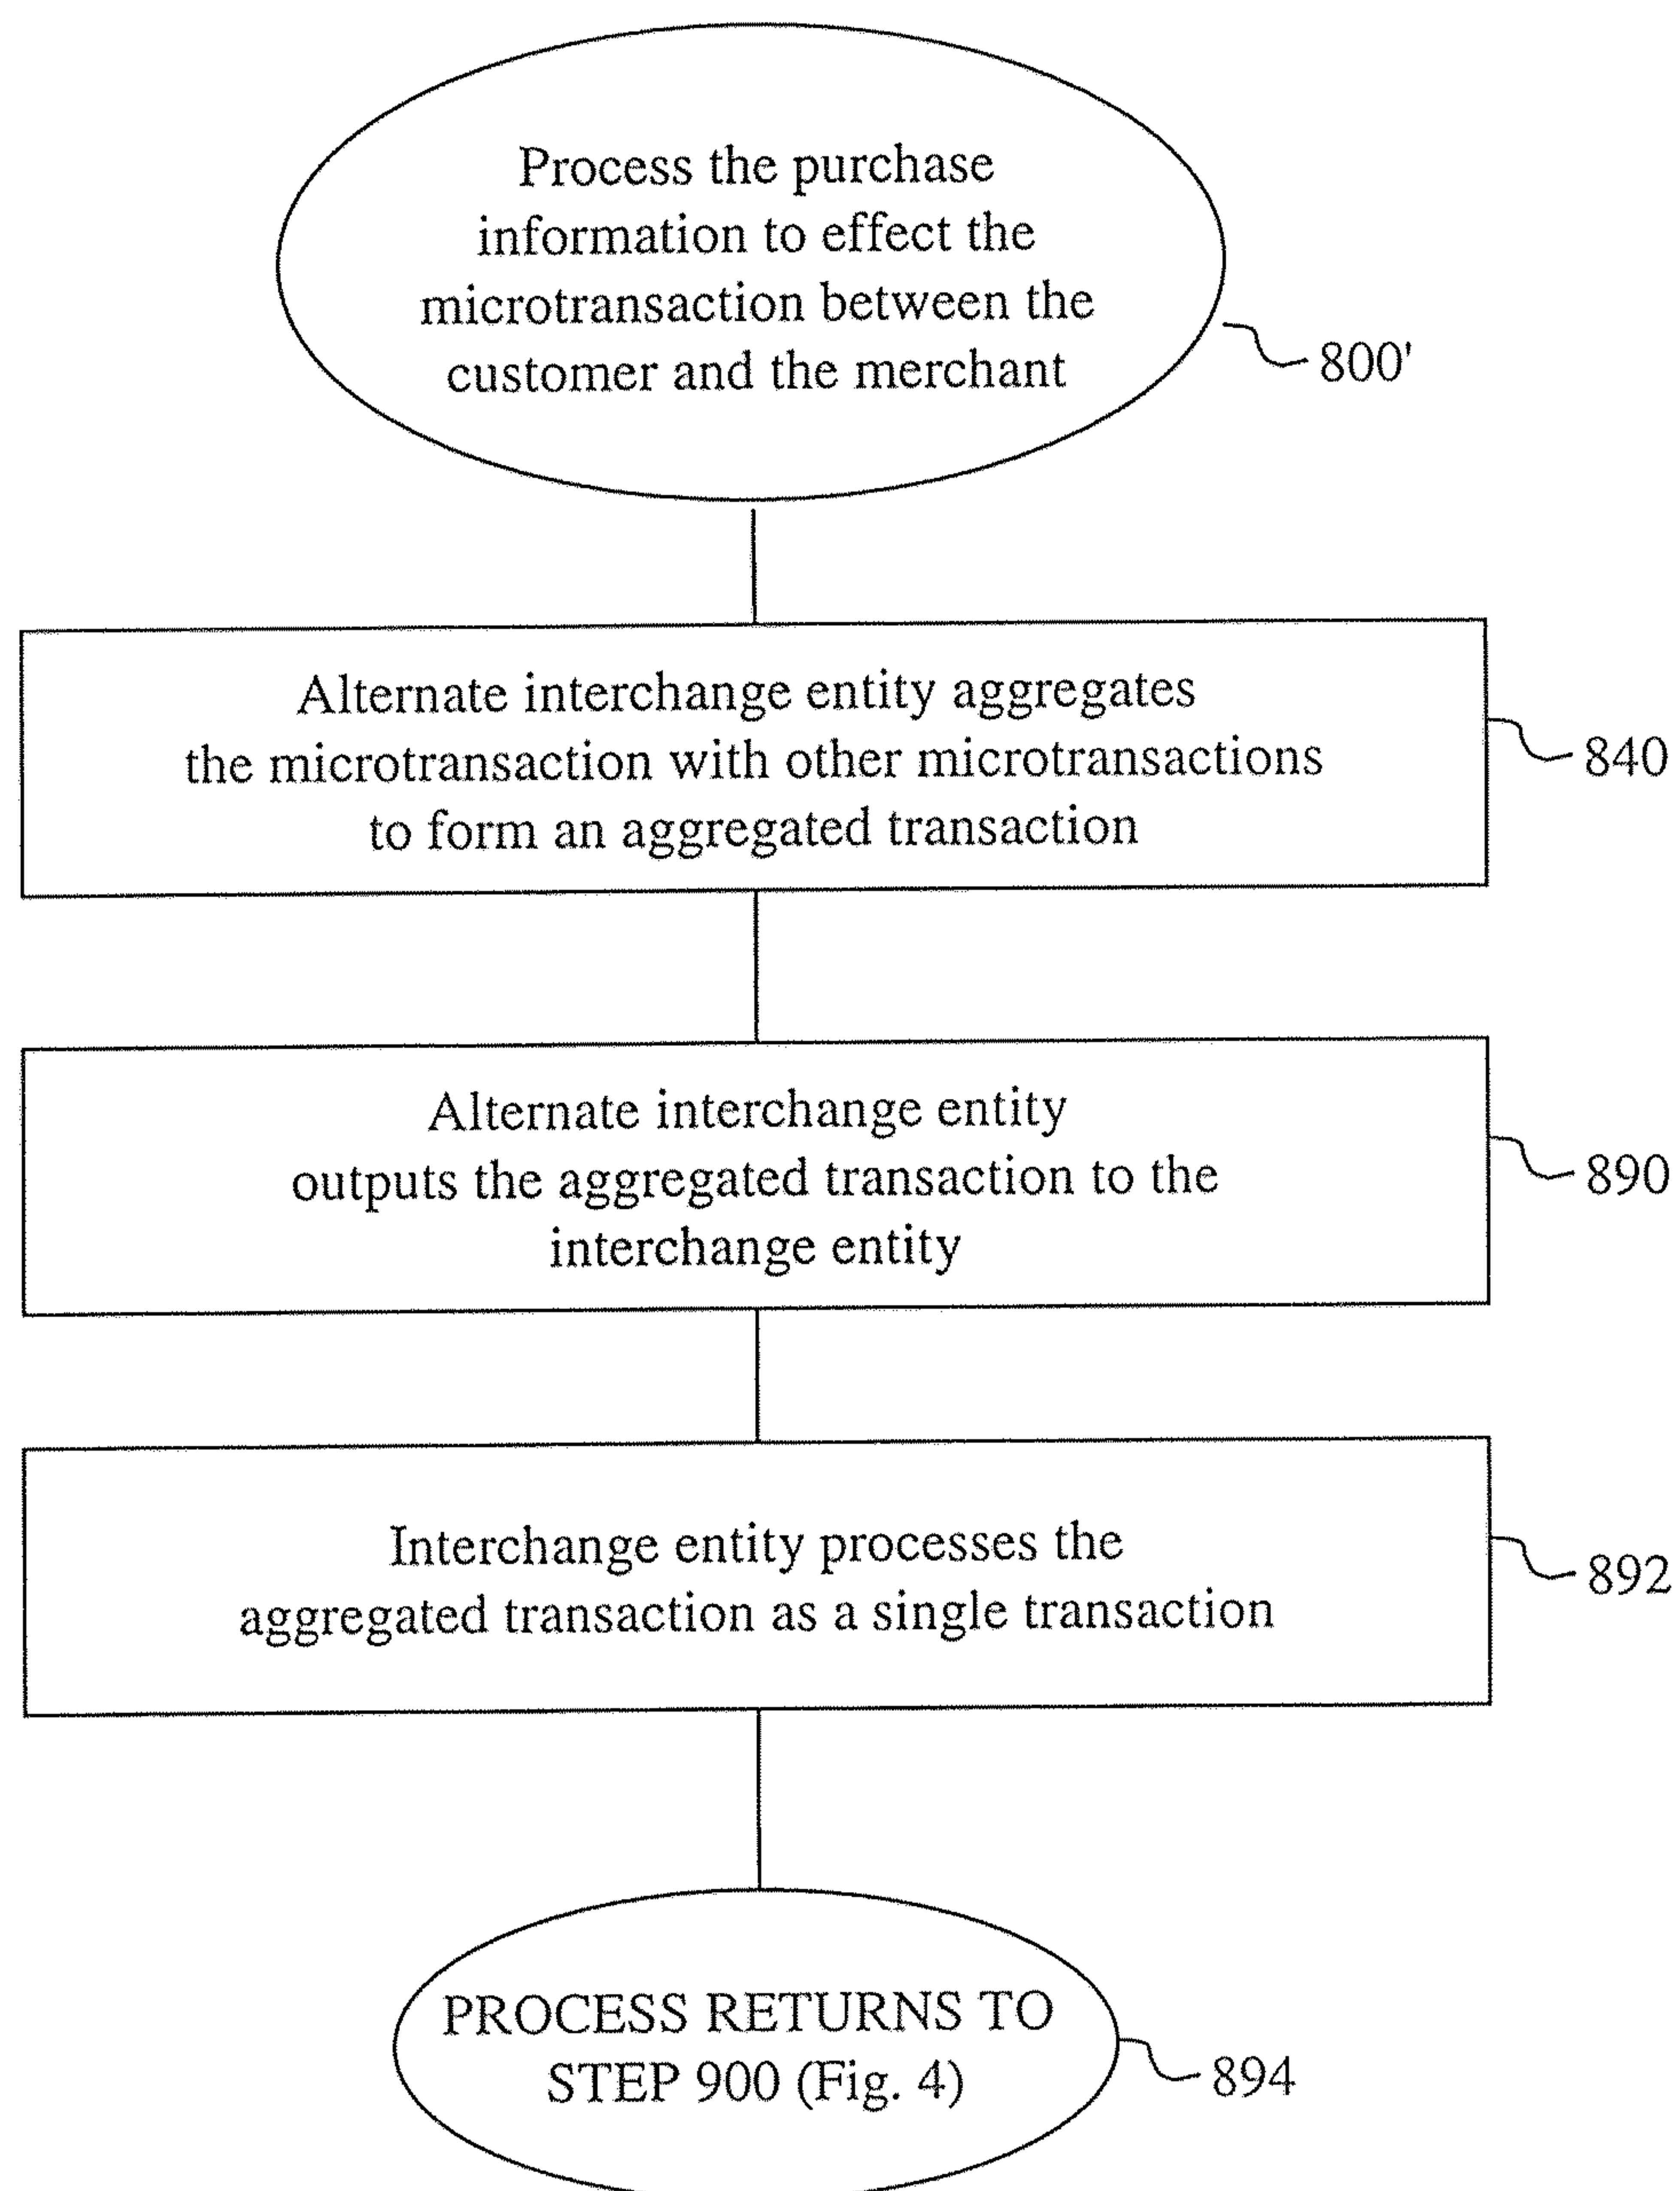 Process the purchase
information to effect the
microtransaction between the
customer and the merchant
800'
Alternate interchange entity aggregates
the microtransaction with other microtransactions
to form an aggregated transaction
840
Alternate interchange entity
outputs the aggregated transaction to the
interchange entity
890
Interchange entity processes the
aggregated transaction as a single transaction
892
PROCESS RETURNS TO
STEP 900 (Fig. 4)
894